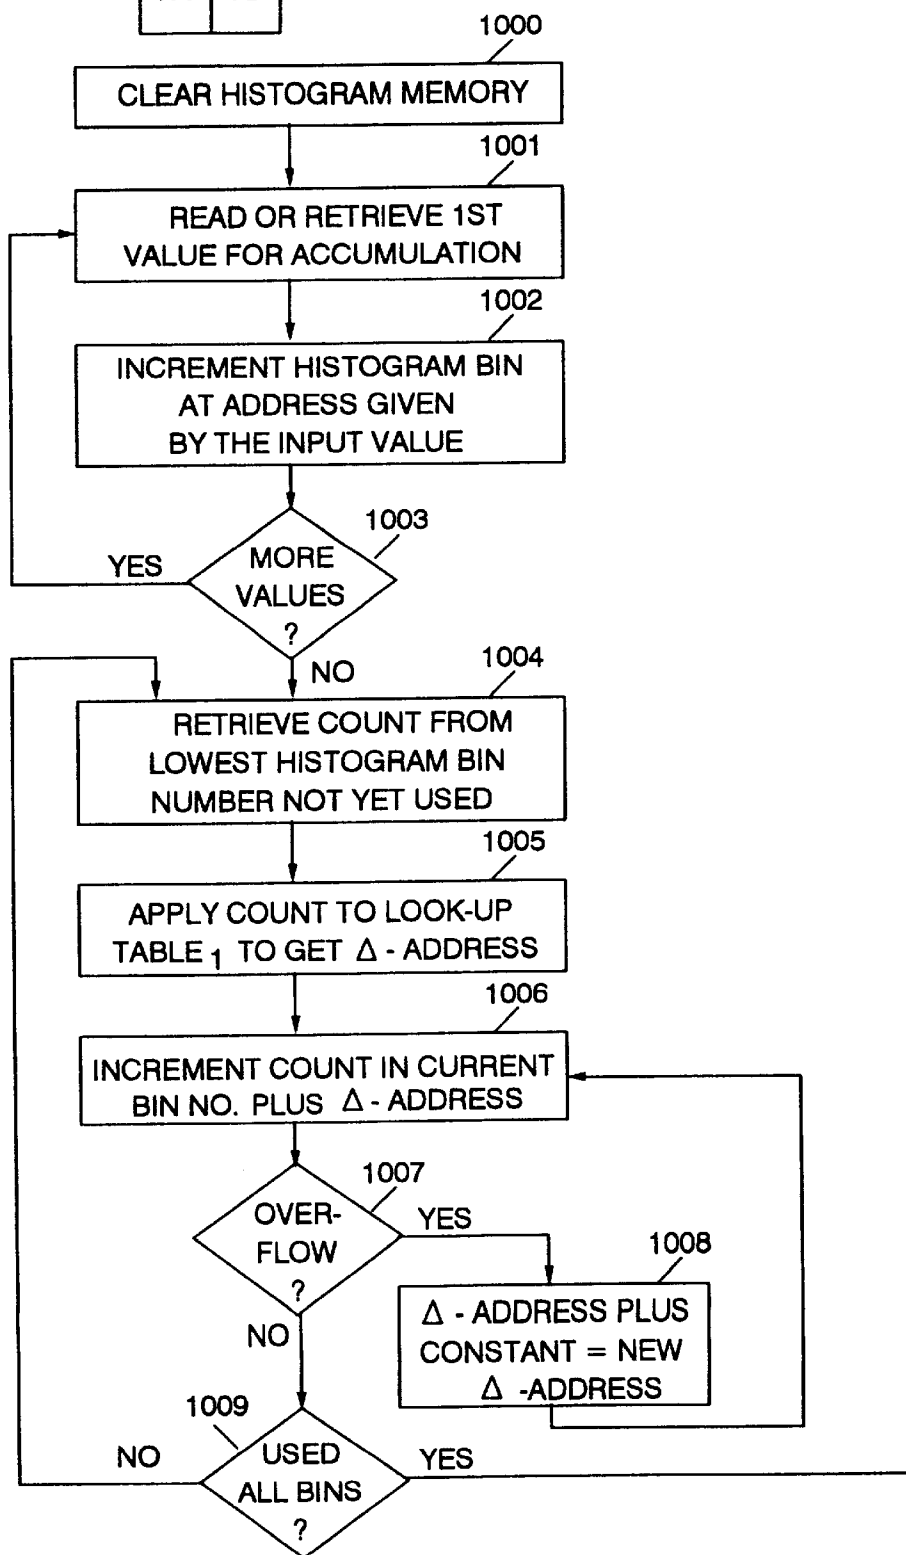 1000
CLEAR HISTOGRAM MEMORY
1001
READ OR RETRIEVE 1ST
VALUE FOR ACCUMULATION
1002
INCREMENT HISTOGRAM BIN
AT ADDRESS GIVEN
BY THE INPUT VALUE
1003
MORE
VALUES
?
YES
NO
1004
RETRIEVE COUNT FROM
LOWEST HISTOGRAM BIN
NUMBER NOT YET USED
1005
APPLY COUNT TO LOOK-UP
TABLE 1 TO GET Δ - ADDRESS
1006
INCREMENT COUNT IN CURRENT
BIN NO. PLUS Δ - ADDRESS
1007
OVER-
FLOW
?
YES
NO
1008
Δ - ADDRESS PLUS
CONSTANT = NEW
Δ -ADDRESS
1009
USED
ALL BINS
?
NO
YES